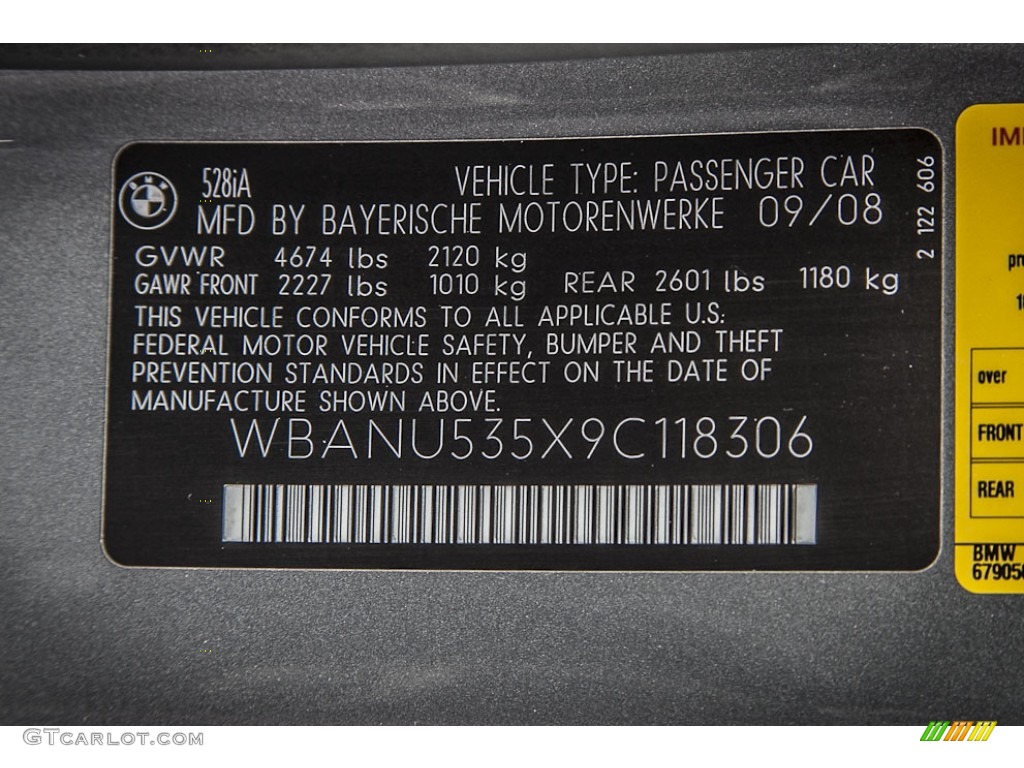 528iA VEHICLE TYPE: PASSENGER CAR
MFD BY BAYERISCHE MOTORENWERKE 09/08
2 122 606
GVWR 4674 lbs 2120 kg
GAWR FRONT 2227 lbs 1010 kg REAR 2601 lbs 1180 kg
THIS VEHICLE CONFORMS TO ALL APPLICABLE U.S.
FEDERAL MOTOR VEHICLE SAFETY, BUMPER AND THEFT
PREVENTION STANDARDS IN EFFECT ON THE DATE OF
MANUFACTURE SHOWN ABOVE.
WBANU535X9C118306
over
FRONT
REAR
BMW
GTCARLOT.COM